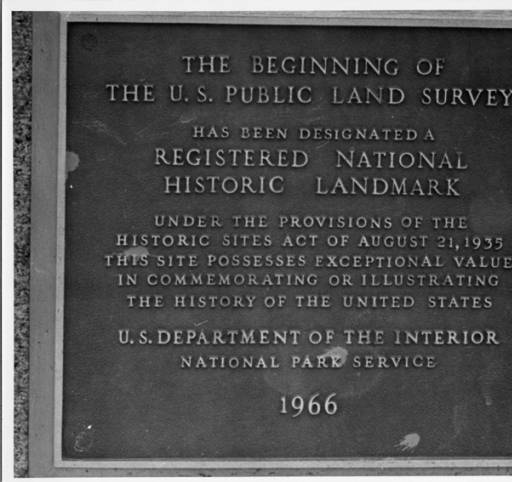 THE BEGINNING OF
THE U.S. PUBLIC LAND SURVEY
HAS BEEN DESIGNATED A
REGISTERED NATIONAL
HISTORIC LANDMARK
UNDER THE PROVISIONS OF THE
HISTORIC SITES ACT OF AUGUST 21, 1935
THIS SITE POSSESSES EXCEPTIONAL VALUE
IN COMMEMORATING OR ILLUSTRATING
THE HISTORY OF THE UNITED STATES
U.S. DEPARTMENT OF THE INTERIOR
NATIONAL PARK SERVICE
1966